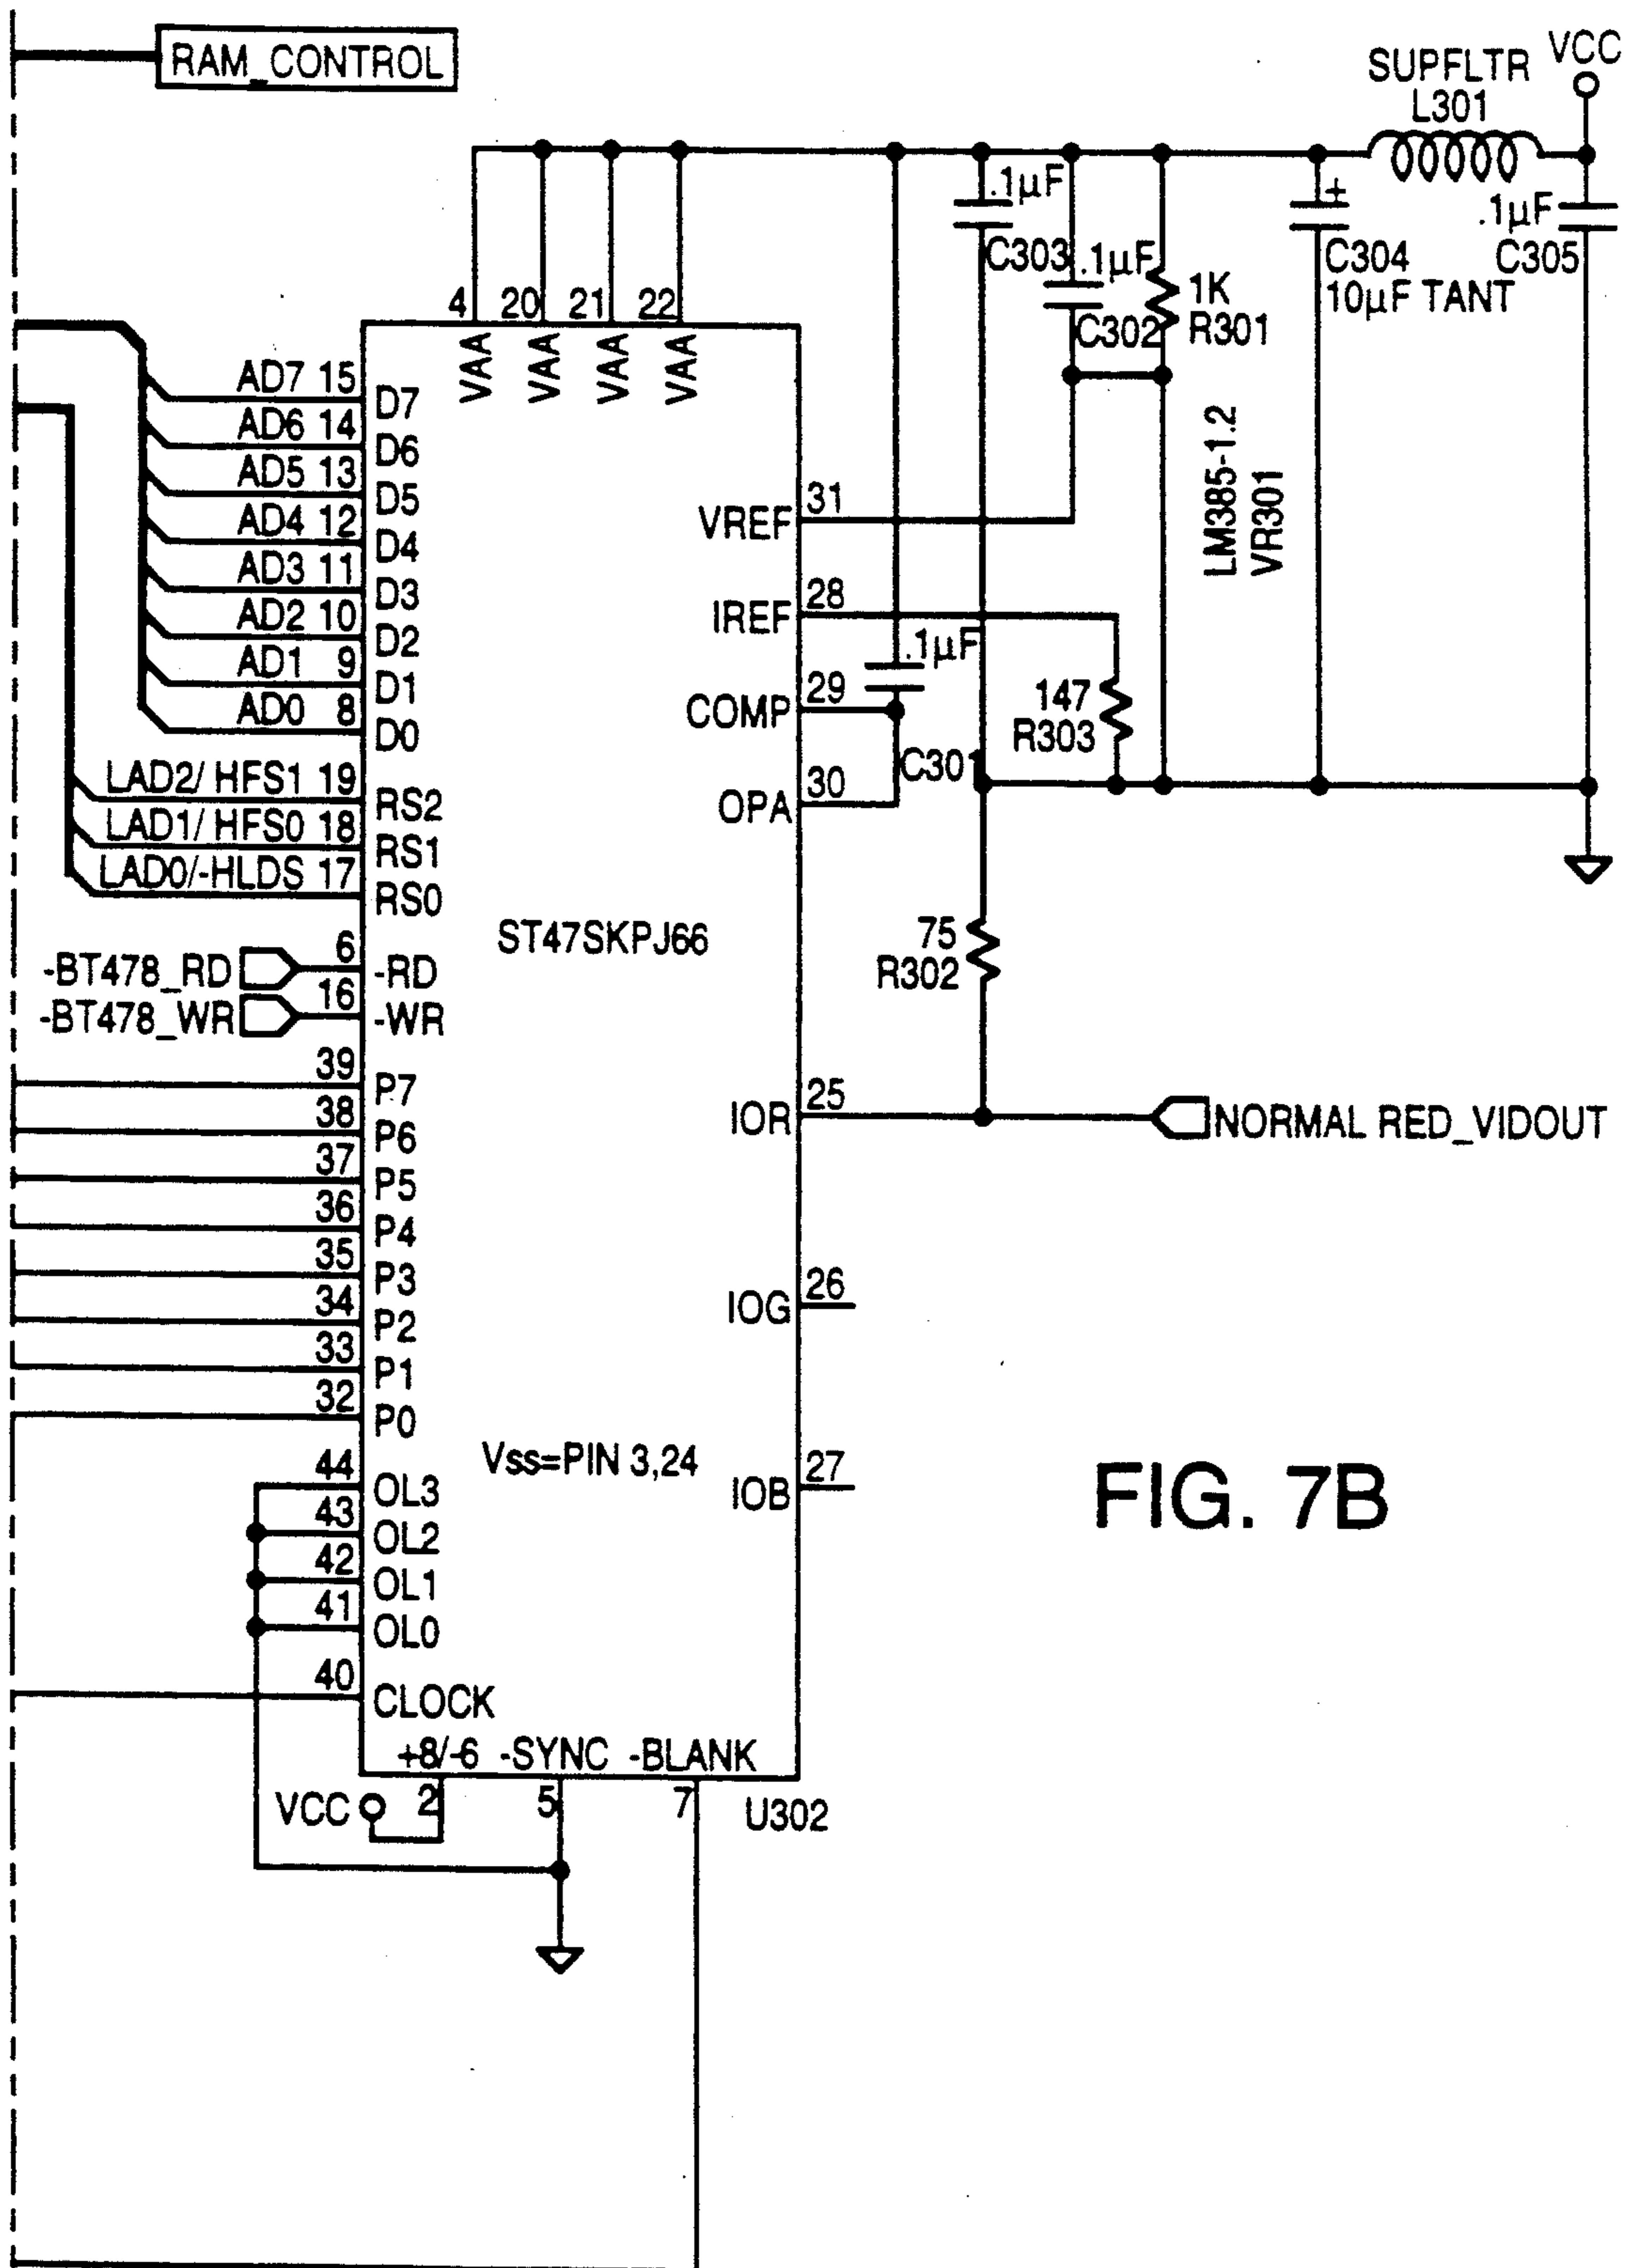 RAM_CONTROL
SUPFLTR
L301
VCC
.1µF
C303
.1µF
C302
1K
R301
+
C304
10µF TANT
.1µF
C305
4
20
21
22
VAA
VAA
VAA
VAA
AD7 15
D7
AD6 14
D6
AD5 13
D5
AD4 12
D4
AD3 11
D3
AD2 10
D2
AD1 9
D1
AD0 8
D0
LM385-1.2
VR301
VREF
31
IREF
28
.1µF
COMP
29
C301
OPA
30
147
R303
LAD2/ HFS1 19
RS2
LAD1/ HFS0 18
RS1
LAD0/-HLDS 17
RS0
ST47SKPJ66
75
R302
-BT478_RD
6
-RD
-BT478_WR
16
-WR
39
P7
38
P6
37
P5
36
P4
35
P3
34
P2
33
P1
32
P0
IOR
25
NORMAL RED_VIDOUT
IOG
26
Vss=PIN 3,24
IOB
27
FIG. 7B
44
OL3
43
OL2
42
OL1
41
OL0
40
CLOCK
+8/-6 -SYNC -BLANK
VCC
2
5
7
U302